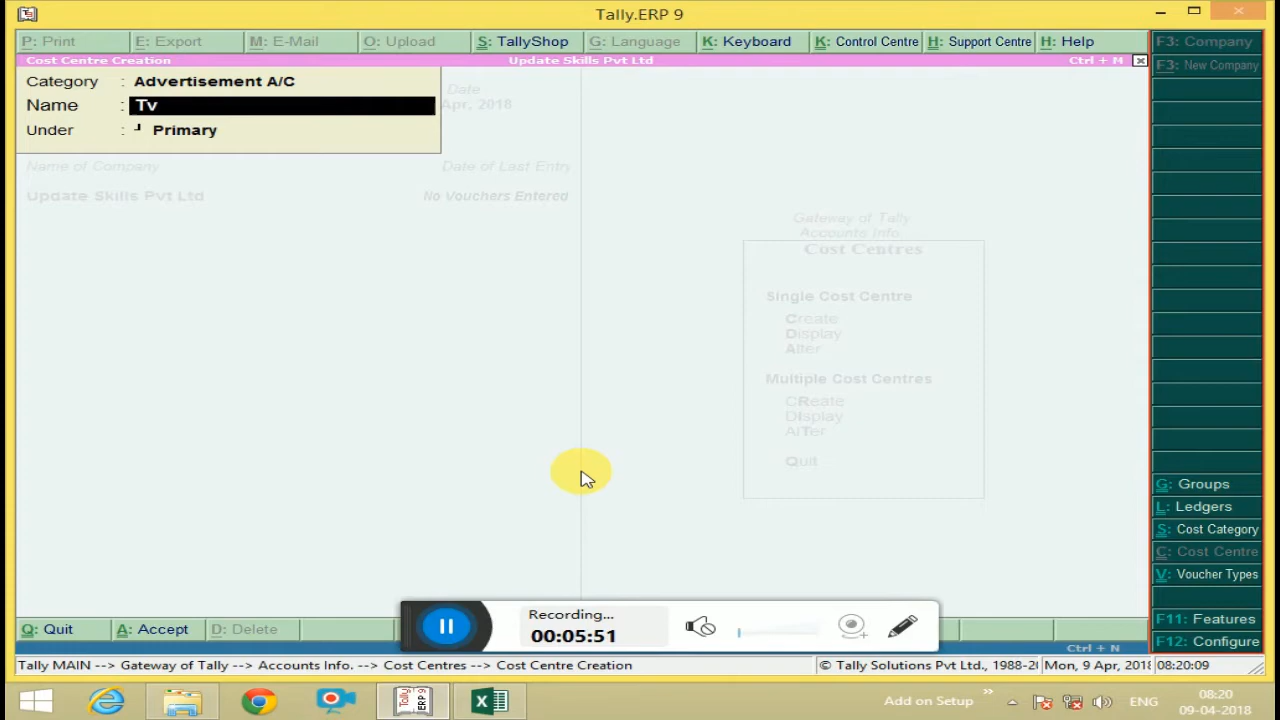 Tally.ERP 9
P: Print E: Export M: E-Mail O: Upload S: TallyShop G: Language K: Keyboard K: Control Centre H: Support Centre H: Help F3: Company
Cost Centre Creation Update Skills Pvt Ltd Ctrl + M
F3: New Company
Category : Advertisement A/C
Name : Tv
Under : ┘ Primary
Date
Apr, 2018
Name of Company Date of Last Entry
Update Skills Pvt Ltd No Vouchers Entered
Gateway of Tally
Accounts Info.
Cost Centres
Single Cost Centre
Create
Display
Alter
Multiple Cost Centres
CReate
DIsplay
AlTer
Quit
G: Groups
L: Ledgers
S: Cost Category
C: Cost Centre
V: Voucher Types
F11: Features
F12: Configure
Recording...
00:05:51
Q: Quit A: Accept D: Delete
Ctrl + N
Tally MAIN --> Gateway of Tally --> Accounts Info. --> Cost Centres --> Cost Centre Creation © Tally Solutions Pvt Ltd., 1988-2 Mon, 9 Apr, 2018 08:20:09
TALLY ERP 9
Add on Setup » ENG 08:20
09-04-2018